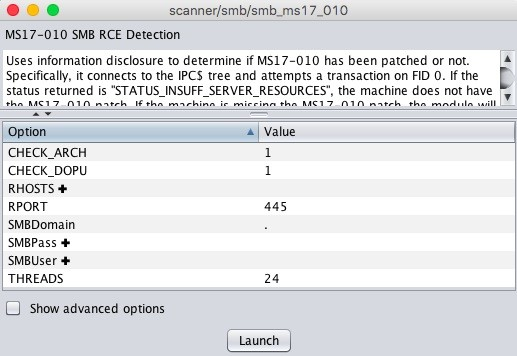 scanner/smb/smb_ms17_010
MS17-010 SMB RCE Detection
Uses information disclosure to determine if MS17-010 has been patched or not.
Specifically, it connects to the IPC$ tree and attempts a transaction on FID 0. If the
status returned is "STATUS_INSUFF_SERVER_RESOURCES", the machine does not have
the MS17-010 patch. If the machine is missing the MS17-010 patch, the module will
Option Value
CHECK_ARCH 1
CHECK_DOPU 1
RHOSTS +
RPORT 445
SMBDomain .
SMBPass +
SMBUser +
THREADS 24
Show advanced options
Launch